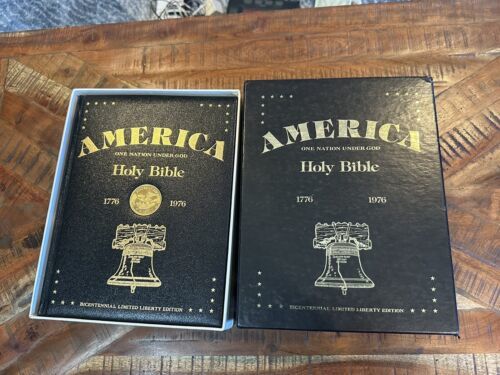 AMERICA
ONE NATION UNDER GOD
Holy Bible
1776 1976
BICENTENNIAL LIMITED LIBERTY EDITION
AMERICA
ONE NATION UNDER GOD
Holy Bible
1776 1976
BICENTENNIAL LIMITED LIBERTY EDITION